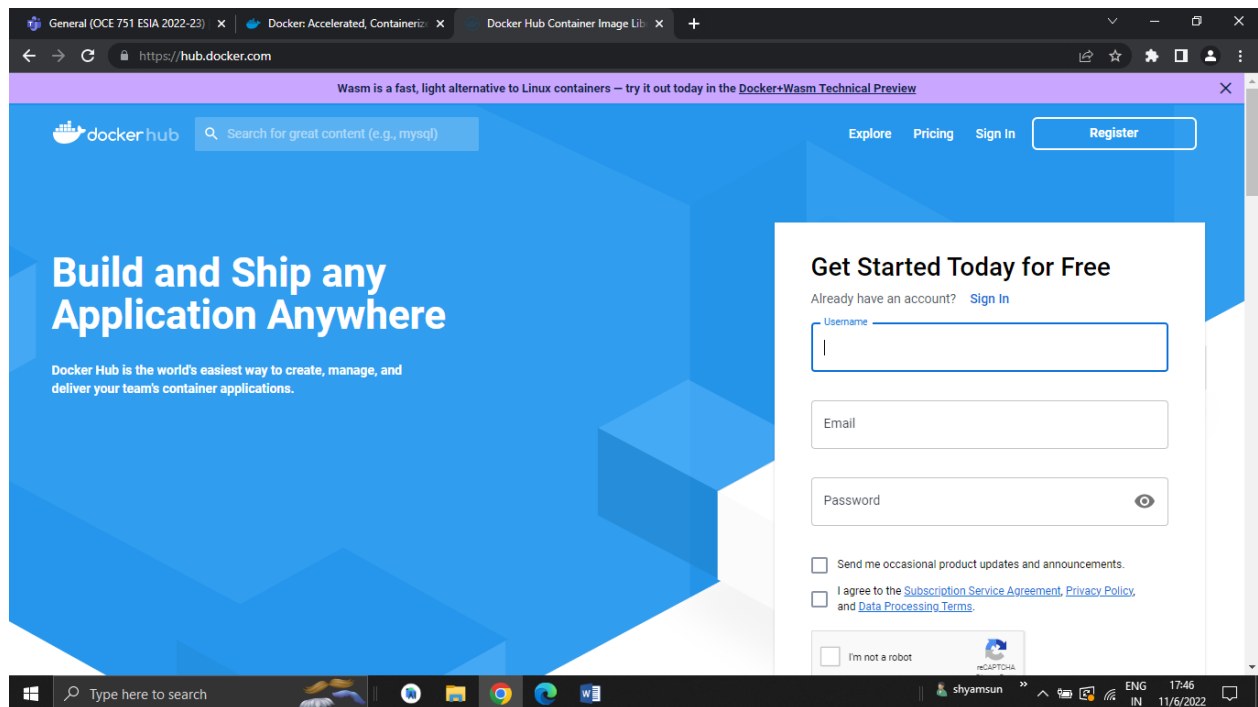 General (OCE 751 ESIA 2022-23)
Docker: Accelerated, Containeriz
Docker Hub Container Image Lib
https://hub.docker.com
Wasm is a fast, light alternative to Linux containers – try it out today in the Docker+Wasm Technical Preview
docker hub
Search for great content (e.g., mysql)
Explore
Pricing
Sign In
Register
Build and Ship any
Application Anywhere
Docker Hub is the world's easiest way to create, manage, and
deliver your team's container applications.
Get Started Today for Free
Already have an account? Sign In
Username
Email
Password
Send me occasional product updates and announcements.
I agree to the Subscription Service Agreement, Privacy Policy,
and Data Processing Terms.
I'm not a robot
reCAPTCHA
Type here to search
shyamsun
ENG
IN
17:46
11/6/2022